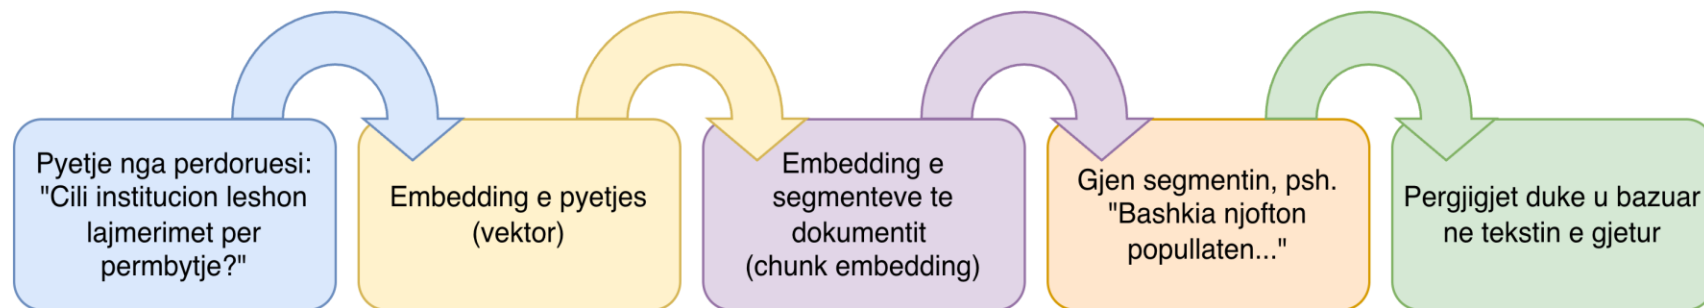 Pyetje nga perdoruesi:
"Cili institucion leshon
lajmerimet per
permbytje?"
Embedding e pyetjes
(vektor)
Embedding e
segmenteve te
dokumentit
(chunk embedding)
Gjen segmentin, psh.
"Bashkia njofton
popullaten..."
Pergjigjet duke u bazuar
ne tekstin e gjetur